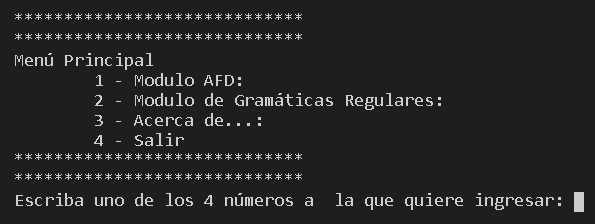 *****************************
*****************************
Menú Principal
1 - Modulo AFD:
2 - Modulo de Gramáticas Regulares:
3 - Acerca de...:
4 - Salir
*****************************
*****************************
Escriba uno de los 4 números a  la que quiere ingresar: